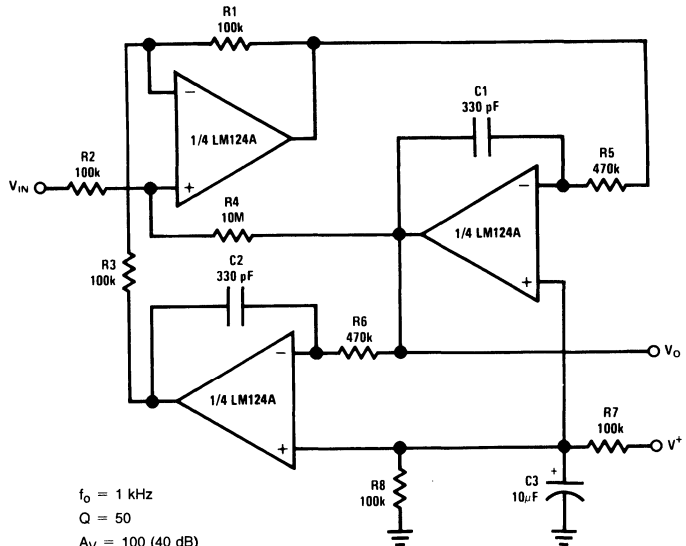 R1
100k
C1
330 pF
−
1/4 LM124A
+
R2
100k
VIN
R5
470k
−
1/4 LM124A
+
R4
10M
R3
100k
C2
330 pF
R6
470k
−
1/4 LM124A
+
VO
R7
100k
V+
R8
100k
+
C3
10μF
fo = 1 kHz
Q = 50
AV = 100 (40 dB)